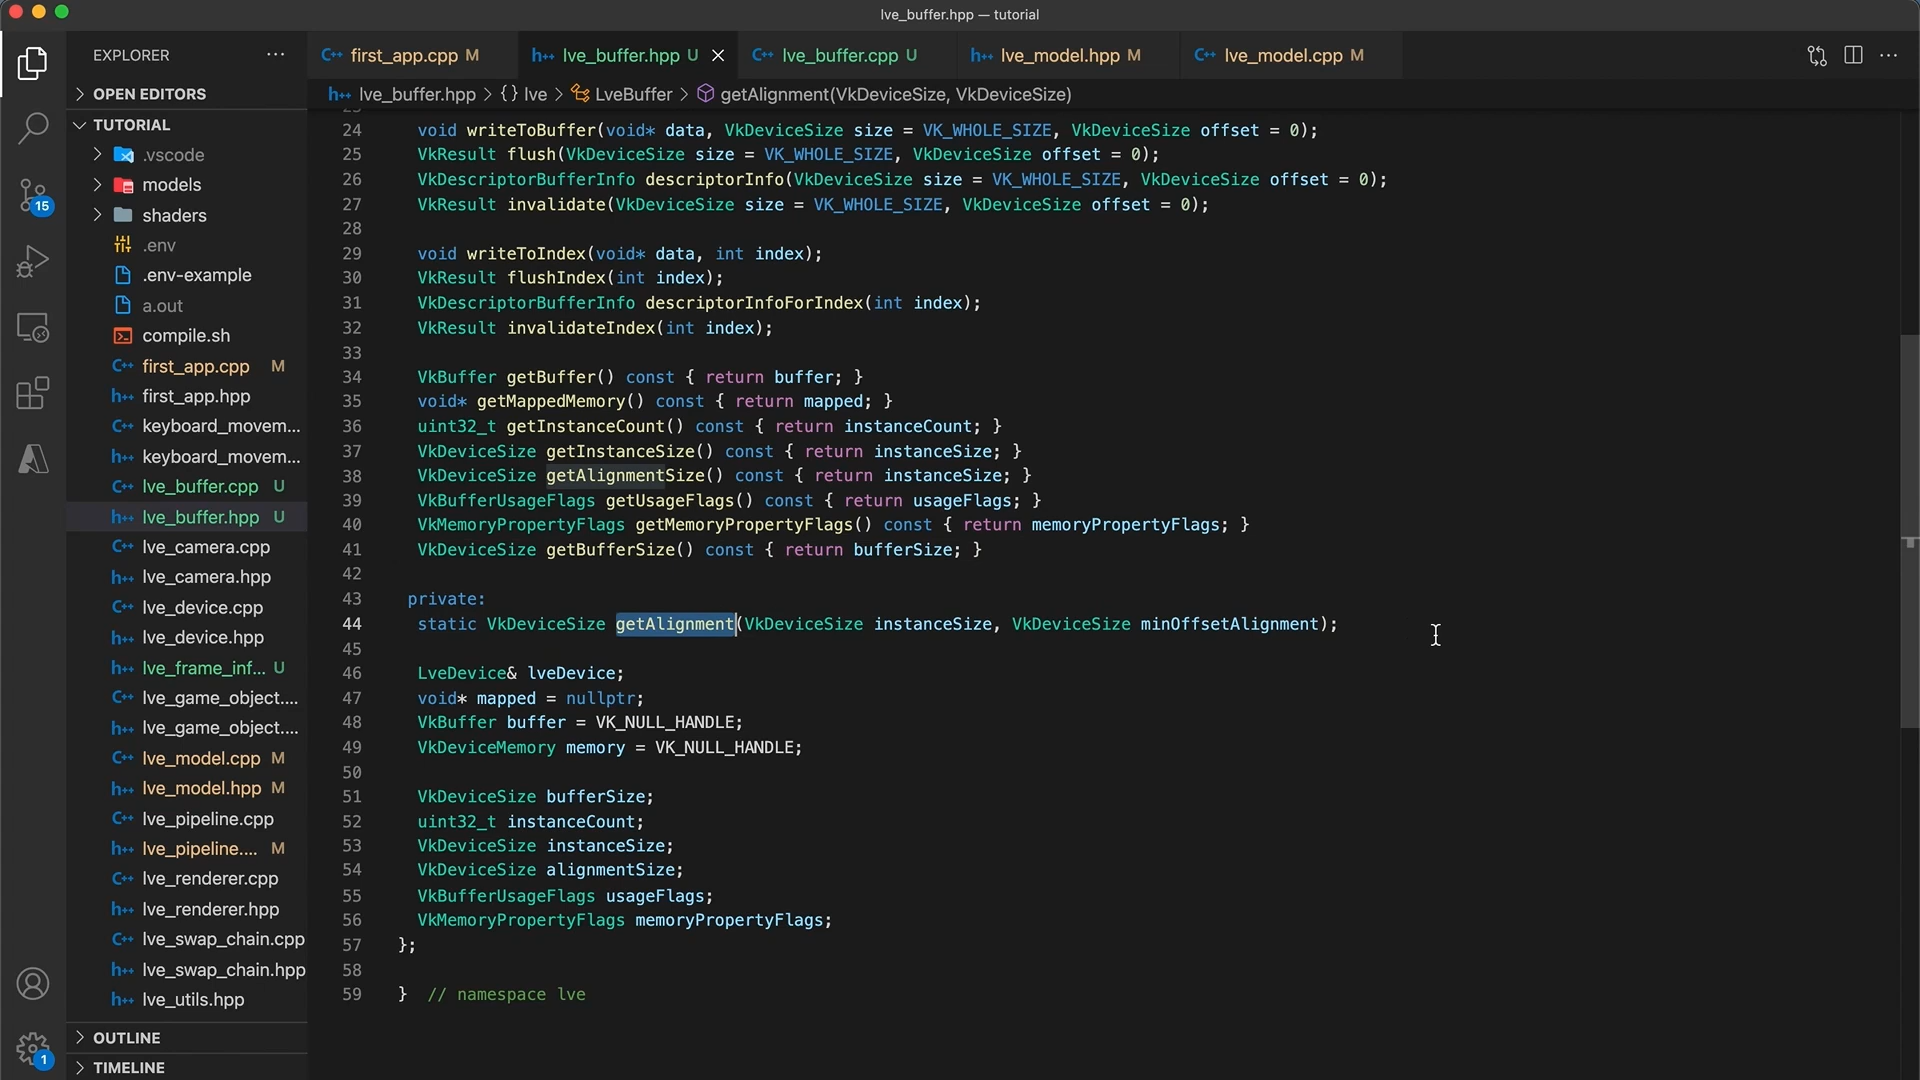 lve_buffer.hpp — tutorial
EXPLORER
first_app.cpp M
lve_buffer.hpp U
lve_buffer.cpp U
lve_model.hpp M
lve_model.cpp M
OPEN EDITORS
lve_buffer.hpp > {} lve > LveBuffer > getAlignment(VkDeviceSize, VkDeviceSize)
TUTORIAL
.vscode
models
shaders
.env
.env-example
a.out
compile.sh
first_app.cpp M
first_app.hpp
keyboard_movem...
keyboard_movem...
lve_buffer.cpp U
lve_buffer.hpp U
lve_camera.cpp
lve_camera.hpp
lve_device.cpp
lve_device.hpp
lve_frame_inf... U
lve_game_object....
lve_game_object....
lve_model.cpp M
lve_model.hpp M
lve_pipeline.cpp
lve_pipeline.... M
lve_renderer.cpp
lve_renderer.hpp
lve_swap_chain.cpp
lve_swap_chain.hpp
lve_utils.hpp
OUTLINE
TIMELINE
15
1
24 void writeToBuffer(void* data, VkDeviceSize size = VK_WHOLE_SIZE, VkDeviceSize offset = 0);
25 VkResult flush(VkDeviceSize size = VK_WHOLE_SIZE, VkDeviceSize offset = 0);
26 VkDescriptorBufferInfo descriptorInfo(VkDeviceSize size = VK_WHOLE_SIZE, VkDeviceSize offset = 0);
27 VkResult invalidate(VkDeviceSize size = VK_WHOLE_SIZE, VkDeviceSize offset = 0);
28
29 void writeToIndex(void* data, int index);
30 VkResult flushIndex(int index);
31 VkDescriptorBufferInfo descriptorInfoForIndex(int index);
32 VkResult invalidateIndex(int index);
33
34 VkBuffer getBuffer() const { return buffer; }
35 void* getMappedMemory() const { return mapped; }
36 uint32_t getInstanceCount() const { return instanceCount; }
37 VkDeviceSize getInstanceSize() const { return instanceSize; }
38 VkDeviceSize getAlignmentSize() const { return instanceSize; }
39 VkBufferUsageFlags getUsageFlags() const { return usageFlags; }
40 VkMemoryPropertyFlags getMemoryPropertyFlags() const { return memoryPropertyFlags; }
41 VkDeviceSize getBufferSize() const { return bufferSize; }
42
43 private:
44 static VkDeviceSize getAlignment(VkDeviceSize instanceSize, VkDeviceSize minOffsetAlignment);
45
46 LveDevice& lveDevice;
47 void* mapped = nullptr;
48 VkBuffer buffer = VK_NULL_HANDLE;
49 VkDeviceMemory memory = VK_NULL_HANDLE;
50
51 VkDeviceSize bufferSize;
52 uint32_t instanceCount;
53 VkDeviceSize instanceSize;
54 VkDeviceSize alignmentSize;
55 VkBufferUsageFlags usageFlags;
56 VkMemoryPropertyFlags memoryPropertyFlags;
57 };
58
59 } // namespace lve